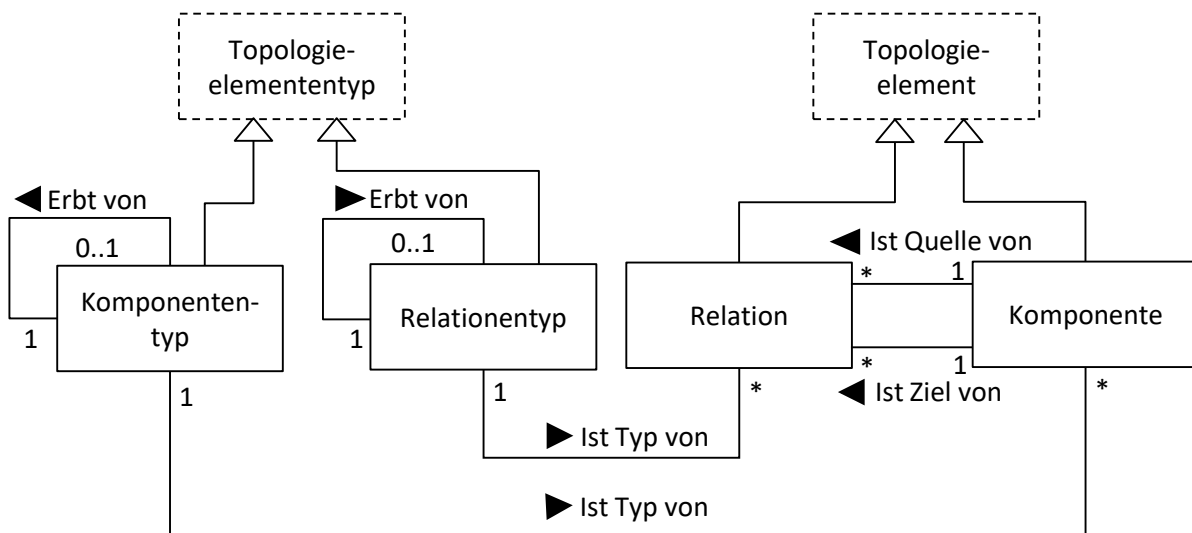 Topologie-
elemententyp
Topologie-
element
Erbt von
0..1
Komponenten-
typ
1
1
Erbt von
0..1
Relationentyp
1
1
Ist Quelle von
*
1
Relation
Komponente
*
1
Ist Ziel von
*
*
Ist Typ von
Ist Typ von